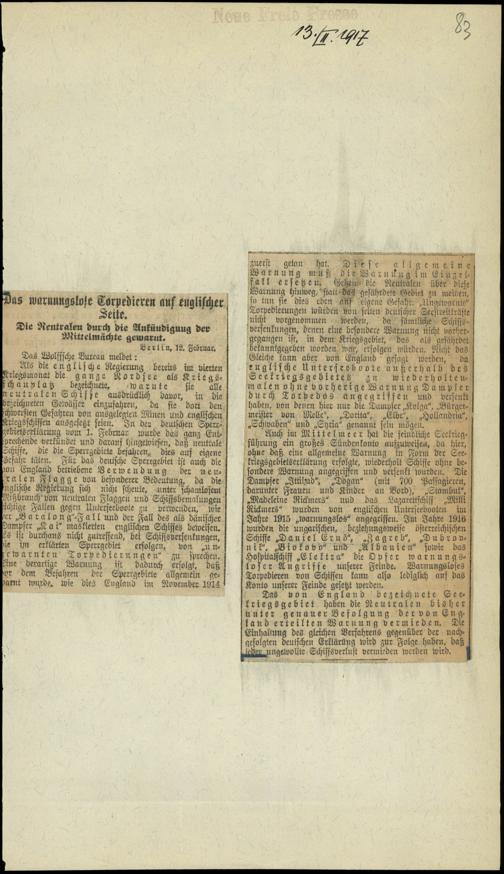 Neue Freie Presse
13./II. 1917
83
Das warnungslose Torpedieren auf englischer
Seite.
Die Neutralen durch die Ankündigung der
Mittelmächte gewarnt.
Berlin, 12. Februar.
Das Wolffsche Bureau meldet:
Als die englische Regierung bereits im vierten
Kriegsmonat die ganze Nordsee als Kriegs-
schauplatz bezeichnete, warnte sie alle
neutralen Schiffe ausdrücklich davor, in die
bezeichneten Gewässer einzufahren, da sie dort den
schwersten Gefahren von ausgelegten Minen und englischen
Kriegsschiffen ausgesetzt seien. In der deutschen Sperr-
gebietserklärung vom 1. Februar wurde das ganz Ent-
sprechende verkündet und darauf hingewiesen, daß neutrale
Schiffe, die die Sperrgebiete befahren, dies auf eigene
Gefahr täten. Für das deutsche Sperrgebiet ist auch die
von England betriebene Verwendung der neu-
tralen Flagge von besonderer Bedeutung, da die
englische Regierung sich nicht scheute, unter schamlosem
Mißbrauch von neutralen Flaggen und Schiffsbemalungen
richtige Fallen gegen Unterseeboote zu verwenden, wie
der „Baralong"-Fall und der Fall des als dänischer
Dampfer „Kai" maskierten englischen Schiffes beweisen.
Es ist durchaus nicht zutreffend, bei Schiffsversenkungen,
die im erklärten Sperrgebiet erfolgen, von „un-
gewarnten Torpedierungen" zu sprechen.
Eine derartige Warnung ist dadurch erfolgt, daß
vor dem Befahren der Sperrgebiete allgemein ge-
warnt wurde, wie dies England im November 1914
zuerst getan hat. Diese allgemeine
Warnung muß die Warnung im Einzel-
fall ersetzen. Gehen die Neutralen über diese
Warnung hinweg, statt das gefährdete Gebiet zu meiden,
so tun sie dies eben auf eigene Gefahr. „Ungewarnte"
Torpedierungen würden von seiten deutscher Seestreitkräfte
nicht vorgenommen werden, da sämtliche Schiffs-
versenkungen, denen eine besondere Warnung nicht vorher-
gegangen ist, in dem Kriegsgebiet, das als gefährdet
bekanntgegeben worden war, erfolgen würden. Nicht das
Gleiche kann aber von England gesagt werden, da
englische Unterseeboote außerhalb des
Seekriegsgebietes zu wiederholten-
malen ohne vorherige Warnung Dampfer
durch Torpedos angegriffen und versenkt
haben, von denen hier nur die Dampfer „Kolga", „Bürger-
meister von Melle", „Dorita", „Elbe", „Hollandia",
„Schwaben" und „Syria" genannt sein mögen.
Auch im Mittelmeer hat die feindliche Seekrieg-
führung ein großes Sündenkonto aufzuweisen, da hier,
ohne daß eine allgemeine Warnung in Form der See-
kriegsgebietserklärung erfolgte, wiederholt Schiffe ohne be-
sondere Warnung angegriffen und versenkt wurden. Die
Dampfer „Ittihad", „Dogan" (mit 700 Passagieren,
darunter Frauen und Kinder an Bord), „Stambul",
„Madeleine Rickmers" und das Lazarettschiff „Willi
Rickmers" wurden von englischen Unterseebooten im
Jahre 1915 „warnungslos" angegriffen. Im Jahre 1916
wurden die ungarischen, beziehungsweise österreichischen
Schiffe „Daniel Ernö", „Zagreb", „Dubrov-
nik", „Biokovo" und „Albanien" sowie das
Hospitalschiff „Elektra" die Opfer warnungs-
loser Angriffe unserer Feinde. Warnungsloses
Torpedieren von Schiffen kann also lediglich auf das
Konto unserer Feinde gesetzt werden.
Das von England bezeichnete See-
kriegsgebiet haben die Neutralen bisher
unter genauer Befolgung der von Eng-
land erteilten Warnung vermieden. Die
Einhaltung des gleichen Verfahrens gegenüber der nach-
gefolgten deutschen Erklärung wird zur Folge haben, daß
jeder ungewollte Schiffsverlust vermieden werden wird.